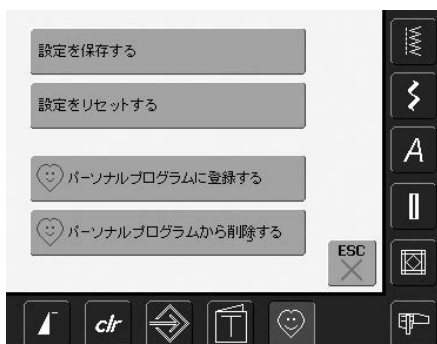 設定を保存する
設定をリセットする
パーソナルプログラムに登録する
パーソナルプログラムから削除する
ESC
A
clr
T